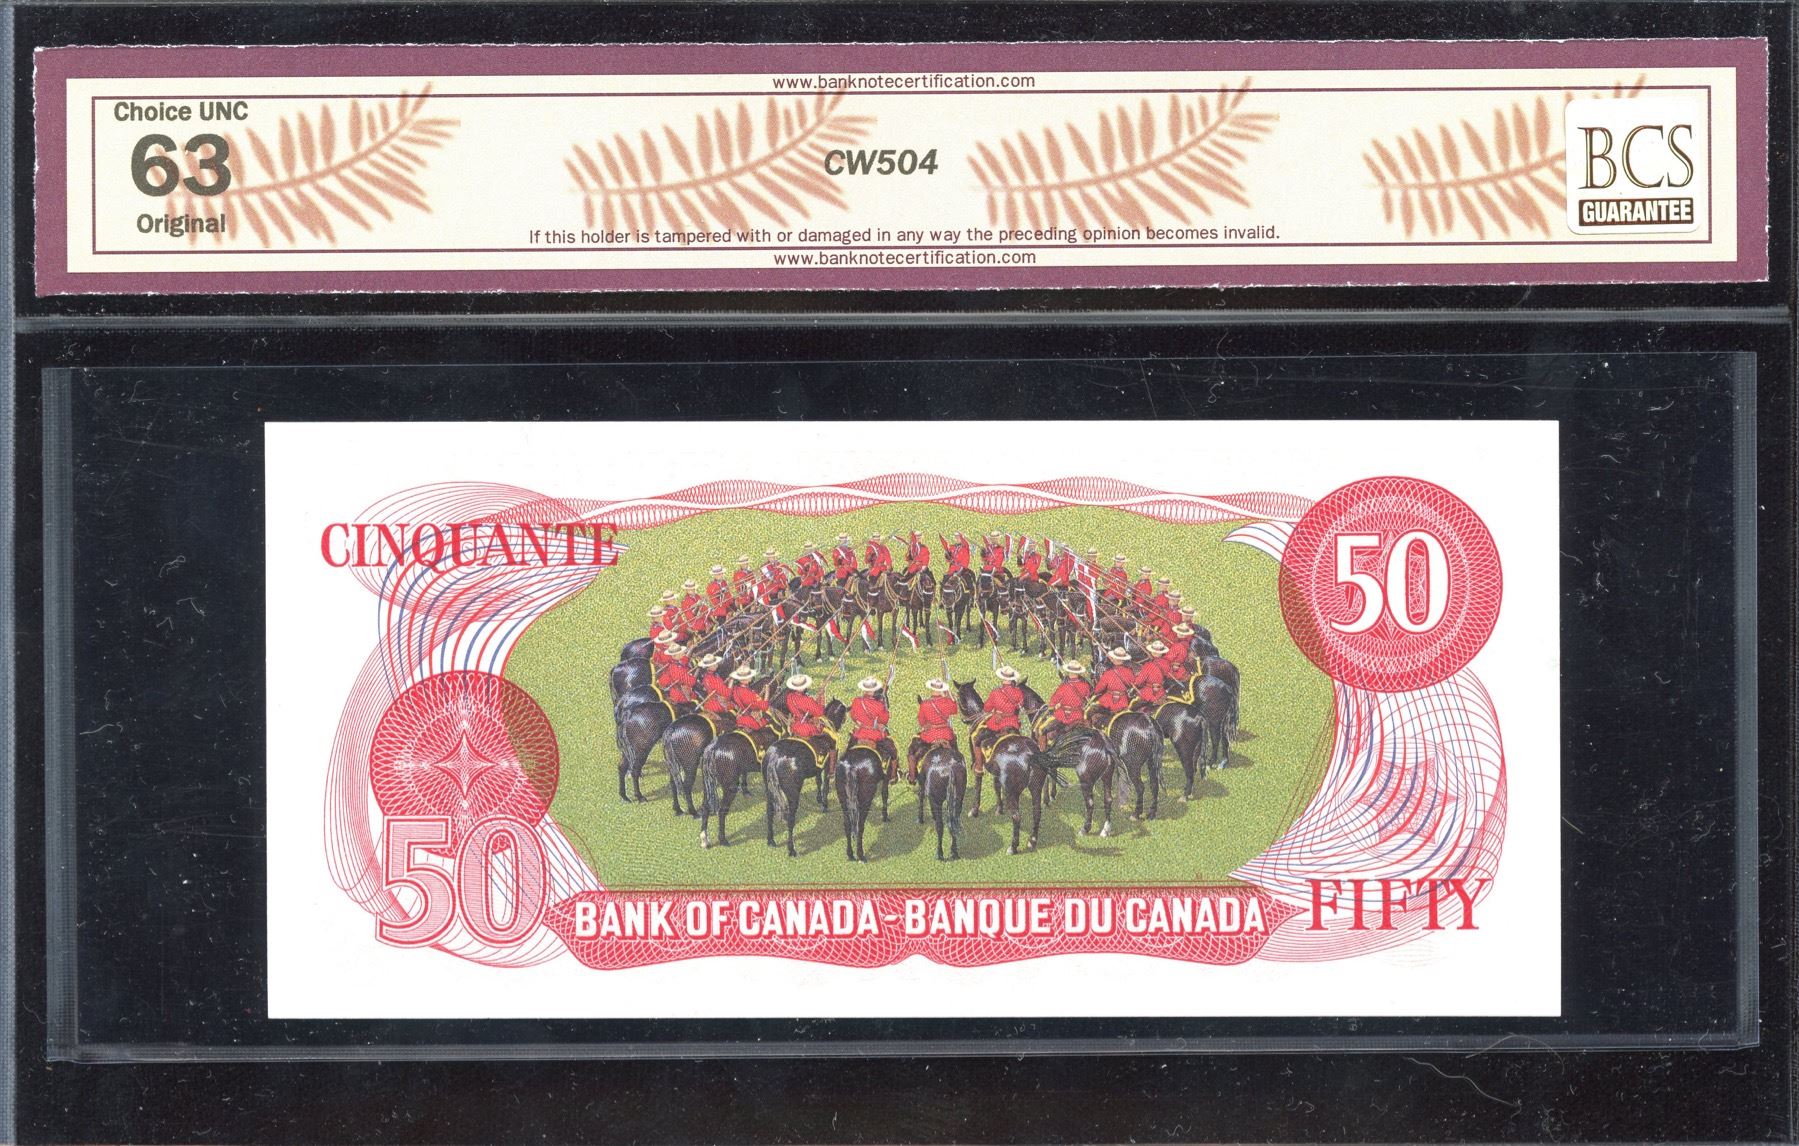 www.banknotecertification.com
Choice UNC
63
Original
CW504
BCS
GUARANTEE
If this holder is tampered with or damaged in any way the preceding opinion becomes invalid.
www.banknotecertification.com
CINQUANTE
50
50
BANK OF CANADA-BANQUE DU CANADA
FIFTY